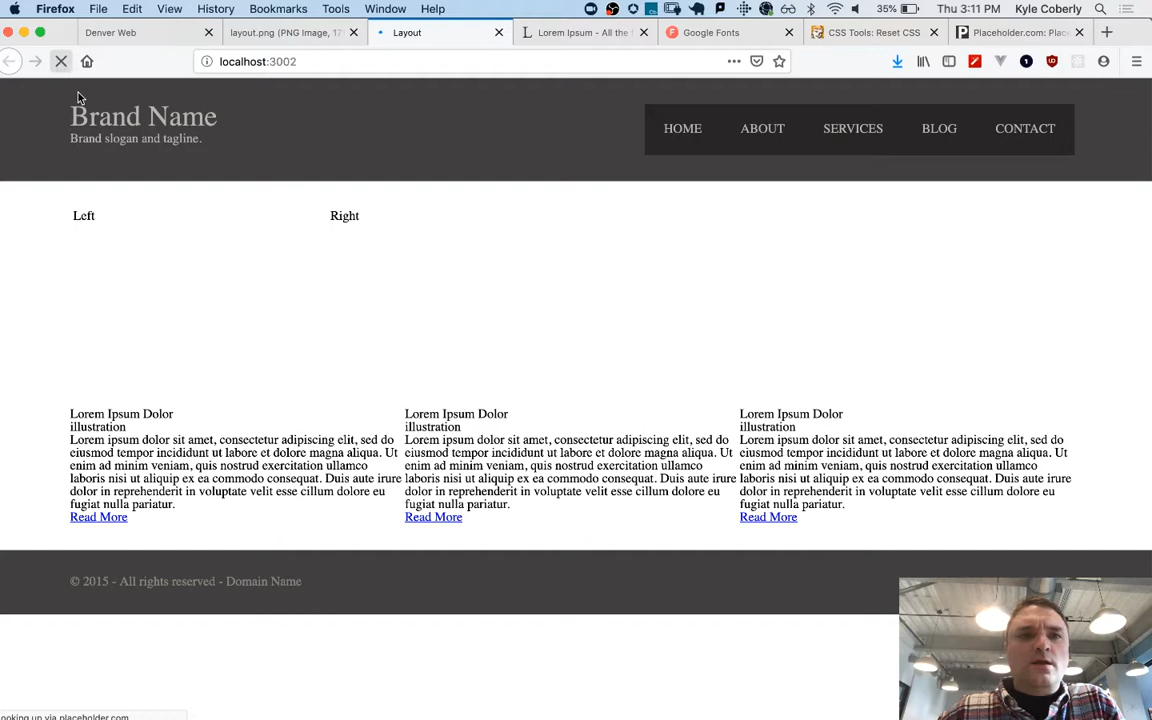 Firefox File Edit View History Bookmarks Tools Window Help 35% Thu 3:11 PM Kyle Coberly
Denver Web layout.png (PNG Image, 17 Layout Lorem Ipsum - All the Google Fonts CSS Tools: Reset CSS Placeholder.com: Plac
localhost:3002
Brand Name
Brand slogan and tagline.
HOME ABOUT SERVICES BLOG CONTACT
Left Right
Lorem Ipsum Dolor Lorem Ipsum Dolor Lorem Ipsum Dolor
illustration illustration illustration
Lorem ipsum dolor sit amet, consectetur adipiscing elit, sed do Lorem ipsum dolor sit amet, consectetur adipiscing elit, sed do Lorem ipsum dolor sit amet, consectetur adipiscing elit, sed do
eiusmod tempor incididunt ut labore et dolore magna aliqua. Ut eiusmod tempor incididunt ut labore et dolore magna aliqua. Ut eiusmod tempor incididunt ut labore et dolore magna aliqua. Ut
enim ad minim veniam, quis nostrud exercitation ullamco enim ad minim veniam, quis nostrud exercitation ullamco enim ad minim veniam, quis nostrud exercitation ullamco
laboris nisi ut aliquip ex ea commodo consequat. Duis aute irure laboris nisi ut aliquip ex ea commodo consequat. Duis aute irure laboris nisi ut aliquip ex ea commodo consequat. Duis aute irure
dolor in reprehenderit in voluptate velit esse cillum dolore eu dolor in reprehenderit in voluptate velit esse cillum dolore eu dolor in reprehenderit in voluptate velit esse cillum dolore eu
fugiat nulla pariatur. fugiat nulla pariatur. fugiat nulla pariatur.
Read More Read More Read More
© 2015 - All rights reserved - Domain Name
ooking up via.placeholder.com